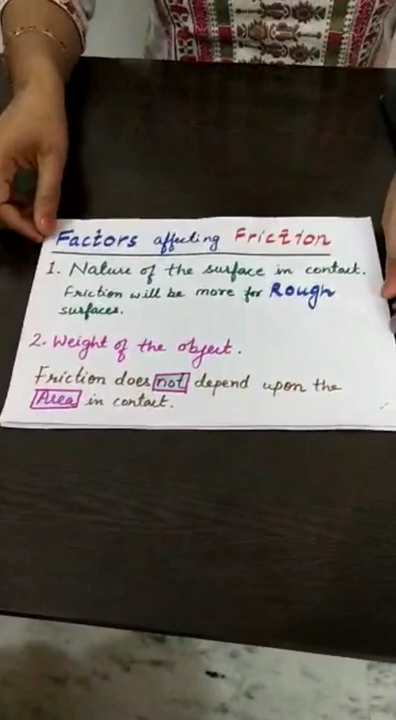 Factors affecting Friction
1. Nature of the surface in contact.
Friction will be more for Rough
surfaces.
2. Weight of the object.
Friction does not depend upon the
Area in contact.